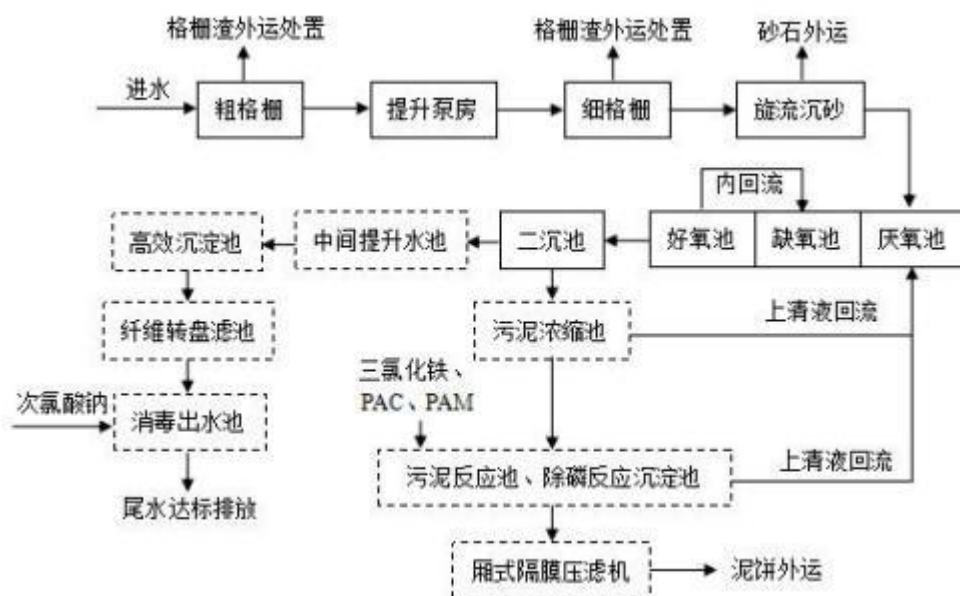 格栅渣外运处置
格栅渣外运处置
砂石外运
进水
粗格栅
提升泵房
细格栅
旋流沉砂
内回流
高效沉淀池
中间提升水池
二沉池
好氧池
缺氧池
厌氧池
纤维转盘滤池
污泥浓缩池
上清液回流
三氯化铁、
PAC、PAM
次氯酸钠
消毒出水池
污泥反应池、除磷反应沉淀池
上清液回流
尾水达标排放
厢式隔膜压滤机
泥饼外运